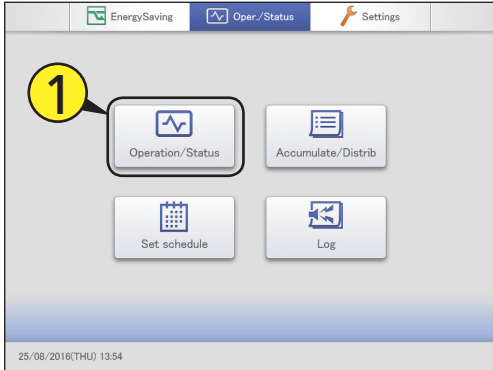 EnergySaving Oper./Status Settings
1
Operation/Status Accumulate/Distrib
Set schedule Log
25/08/2016(THU) 13:54